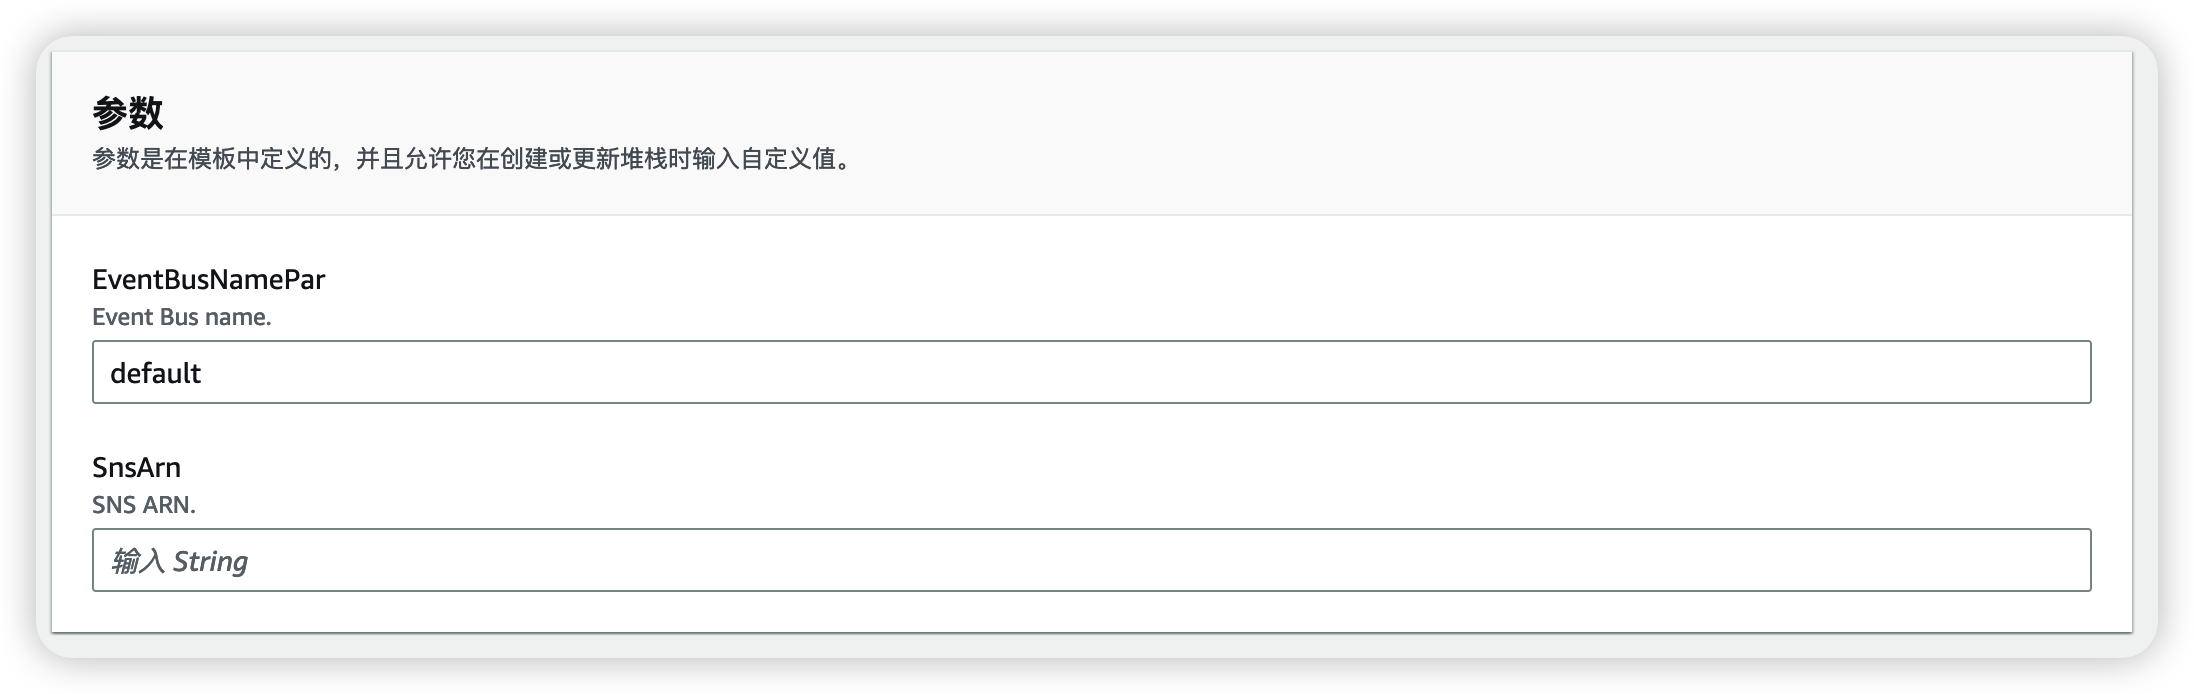 参数
参数是在模板中定义的，并且允许您在创建或更新堆栈时输入自定义值。
EventBusNamePar
Event Bus name.
default
SnsArn
SNS ARN.
输入 String